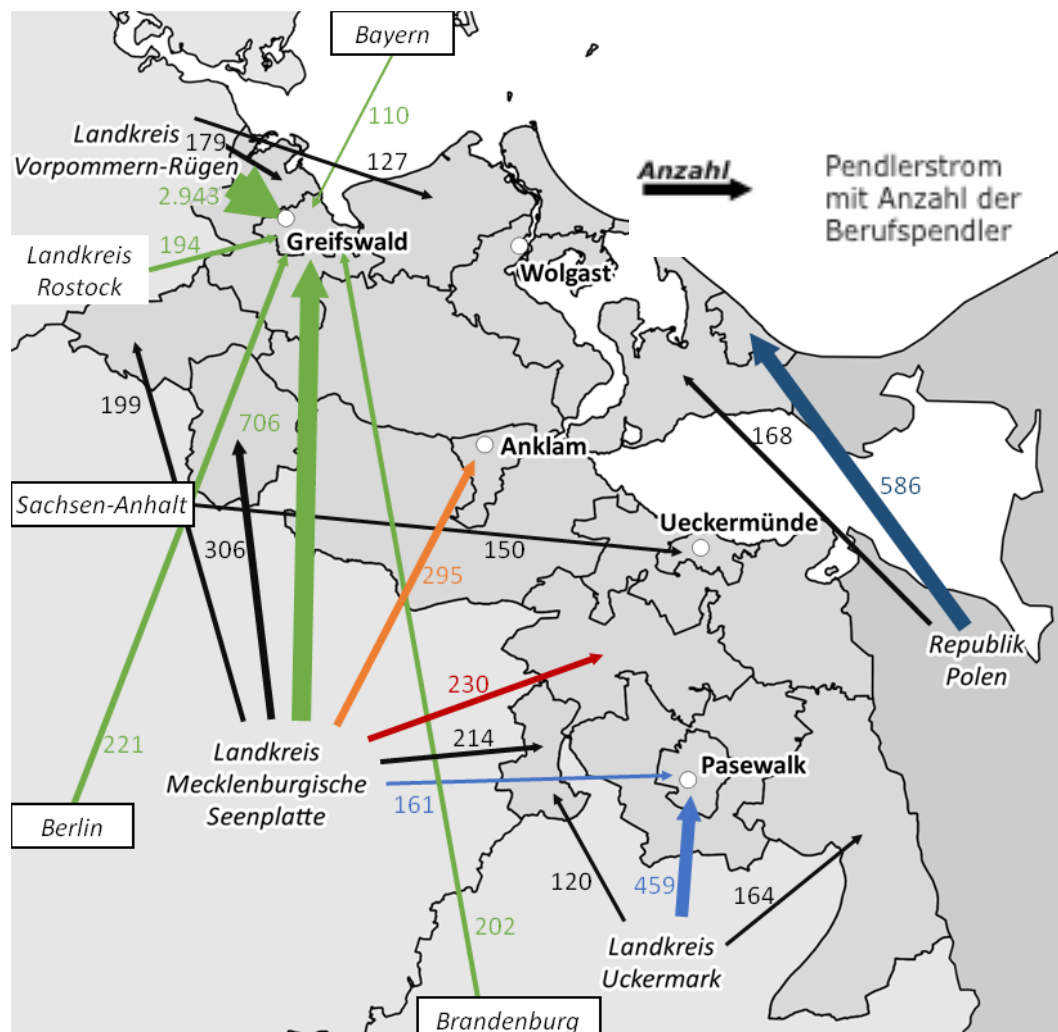 Bayern
110
Landkreis
Vorpommern-Rügen
179
127
2.943
194
Greifswald
Landkreis
Rostock
Wolgast
Anzahl
Pendlerstrom
mit Anzahl der
Berufspendler
199
706
168
586
Anklam
Sachsen-Anhalt
306
150
295
Ueckermünde
Republik
Polen
230
214
161
Landkreis
Mecklenburgische
Seenplatte
221
Berlin
Pasewalk
120
459
164
202
Landkreis
Uckermark
Brandenburg